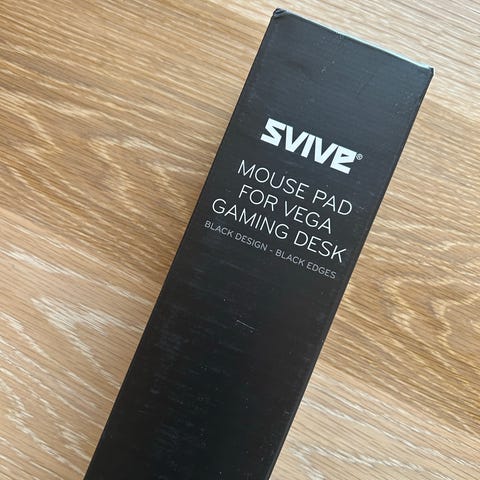 SVIVE®
MOUSE PAD
FOR VEGA
GAMING DESK
BLACK DESIGN - BLACK EDGES